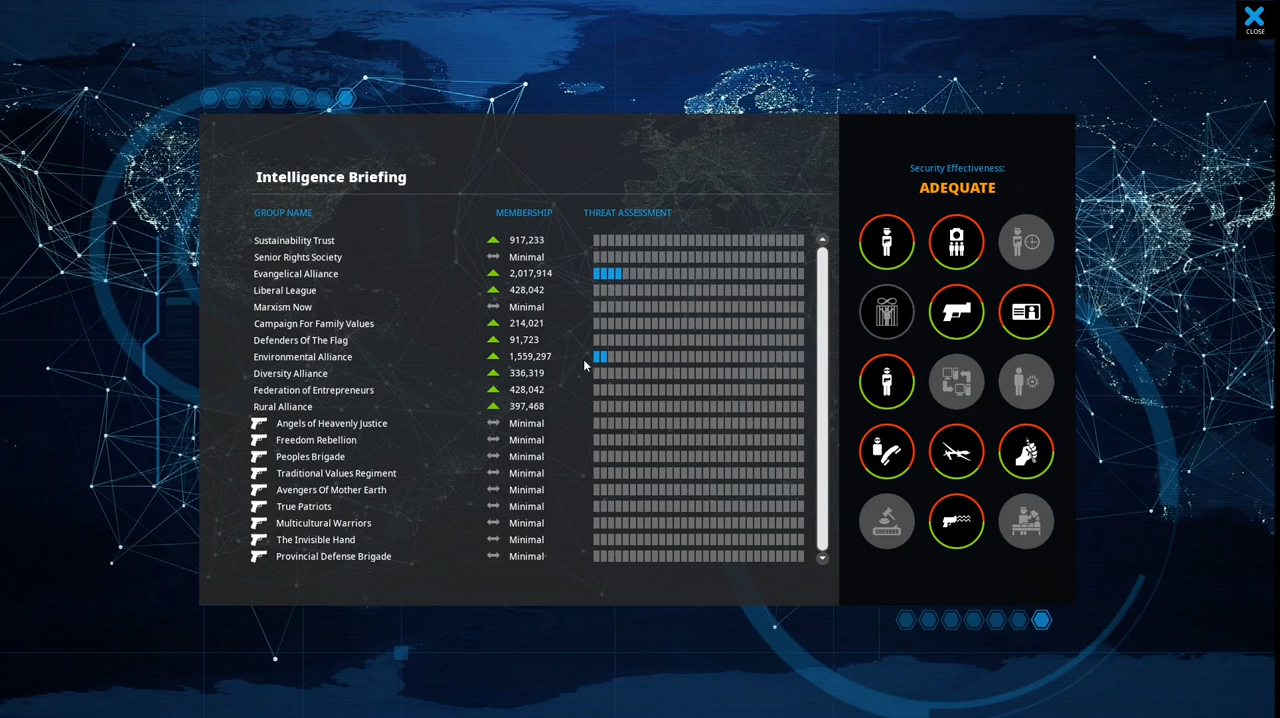 CLOSE
Intelligence Briefing
Security Effectiveness:
ADEQUATE
GROUP NAME MEMBERSHIP THREAT ASSESSMENT
Sustainability Trust 917,233
Senior Rights Society Minimal
Evangelical Alliance 2,017,914
Liberal League 428,042
Marxism Now Minimal
Campaign For Family Values 214,021
Defenders Of The Flag 91,723
Environmental Alliance 1,559,297
Diversity Alliance 336,319
Federation of Entrepreneurs 428,042
Rural Alliance 397,468
Angels of Heavenly Justice Minimal
Freedom Rebellion Minimal
Peoples Brigade Minimal
Traditional Values Regiment Minimal
Avengers Of Mother Earth Minimal
True Patriots Minimal
Multicultural Warriors Minimal
The Invisible Hand Minimal
Provincial Defense Brigade Minimal